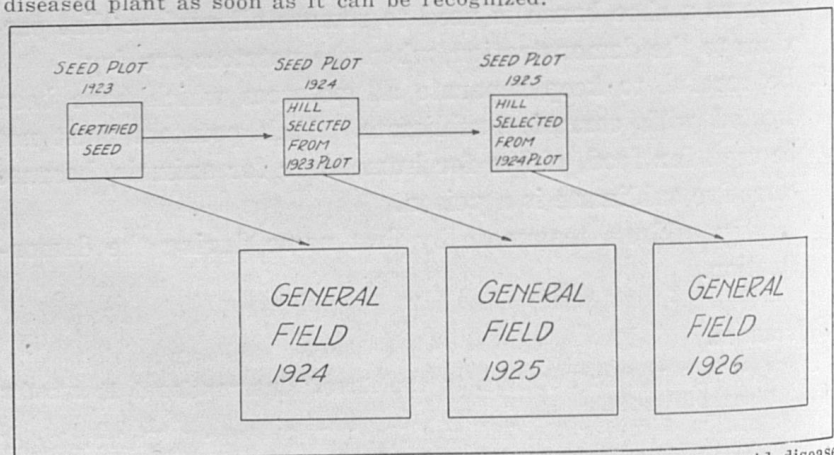 diseased plant as soon as it can be recognized.
SEED PLOT
1923
SEED PLOT
1924
SEED PLOT
1925
CERTIFIED
SEED
HILL
SELECTED
FROM
1923 PLOT
HILL
SELECTED
FROM
1924 PLOT
GENERAL
FIELD
1924
GENERAL
FIELD
1925
GENERAL
FIELD
1926
disease